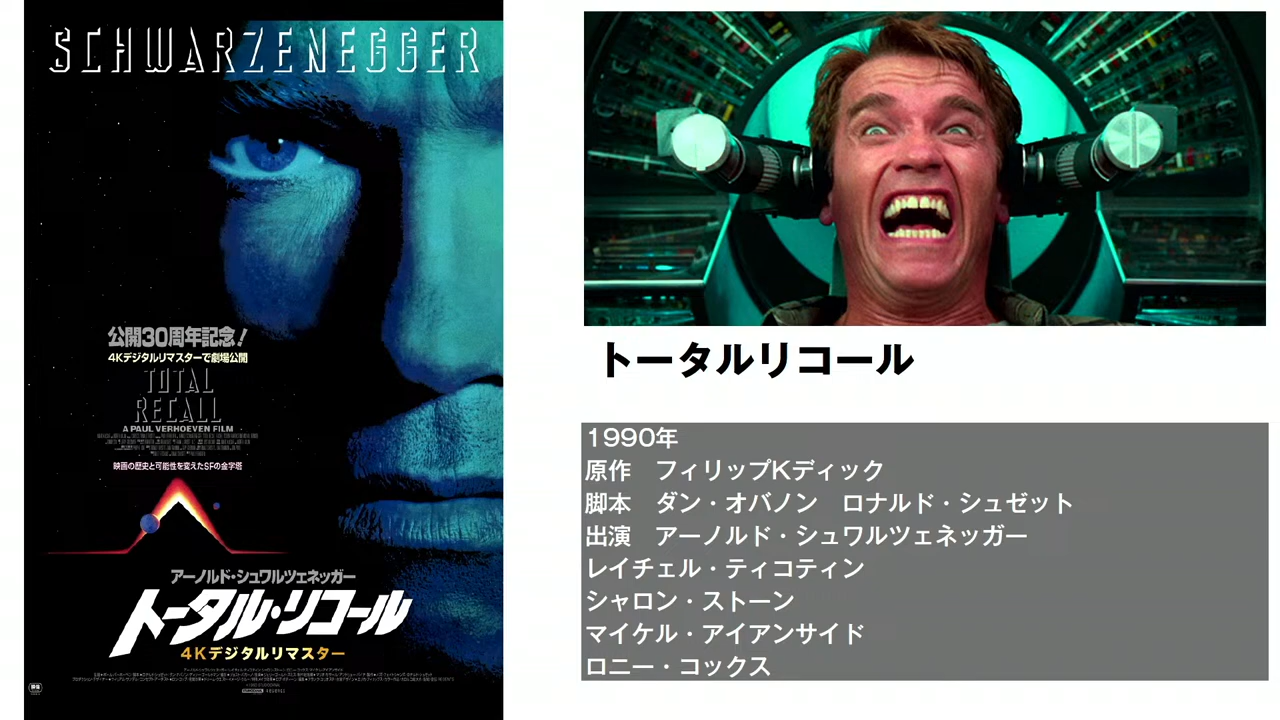 SCHWARZENEGGER
公開30周年記念!
4Kデジタルリマスターで劇場公開
TOTAL
RECALL
A PAUL VERHOEVEN FILM
映画の歴史と可能性を変えたSFの金字塔
アーノルド・シュワルツェネッガー
トータル・リコール
4Kデジタルリマスター
トータルリコール
1990年
原作　フィリップKディック
脚本　ダン・オバノン　ロナルド・シュゼット
出演　アーノルド・シュワルツェネッガー
レイチェル・ティコティン
シャロン・ストーン
マイケル・アイアンサイド
ロニー・コックス